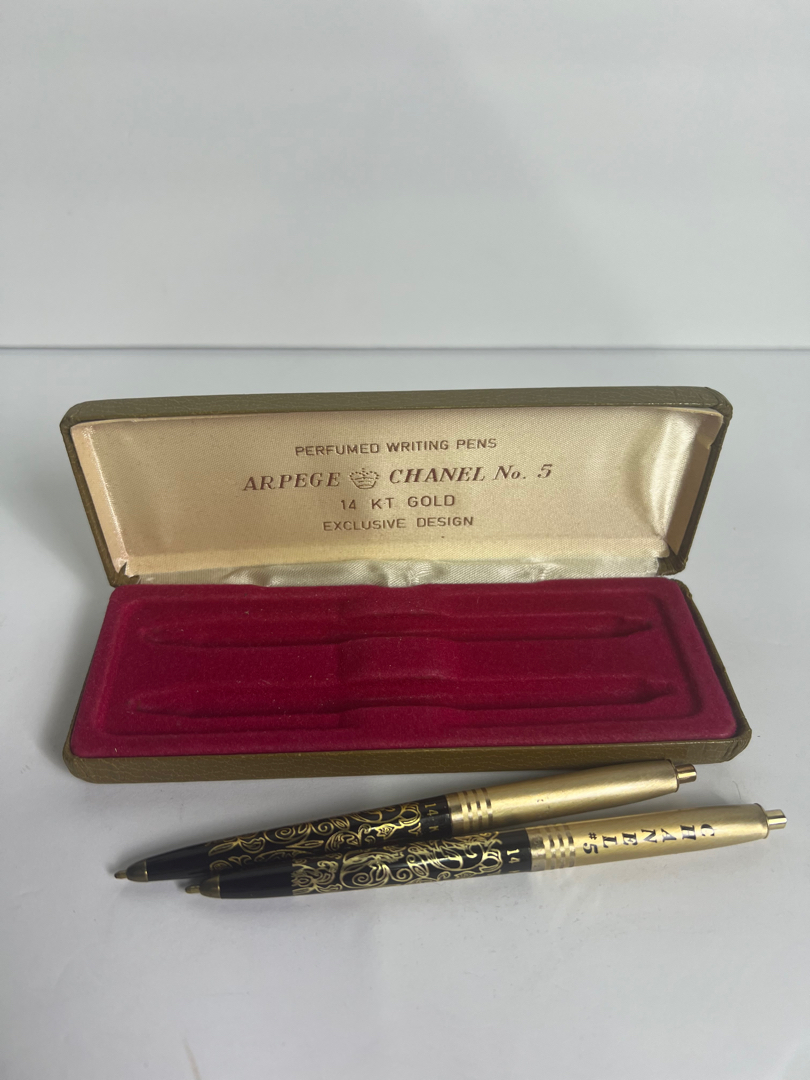 PERFUMED WRITING PENS
ARPEGE CHANEL No. 5
14 KT. GOLD
EXCLUSIVE DESIGN
14
14
CHANEL
#5